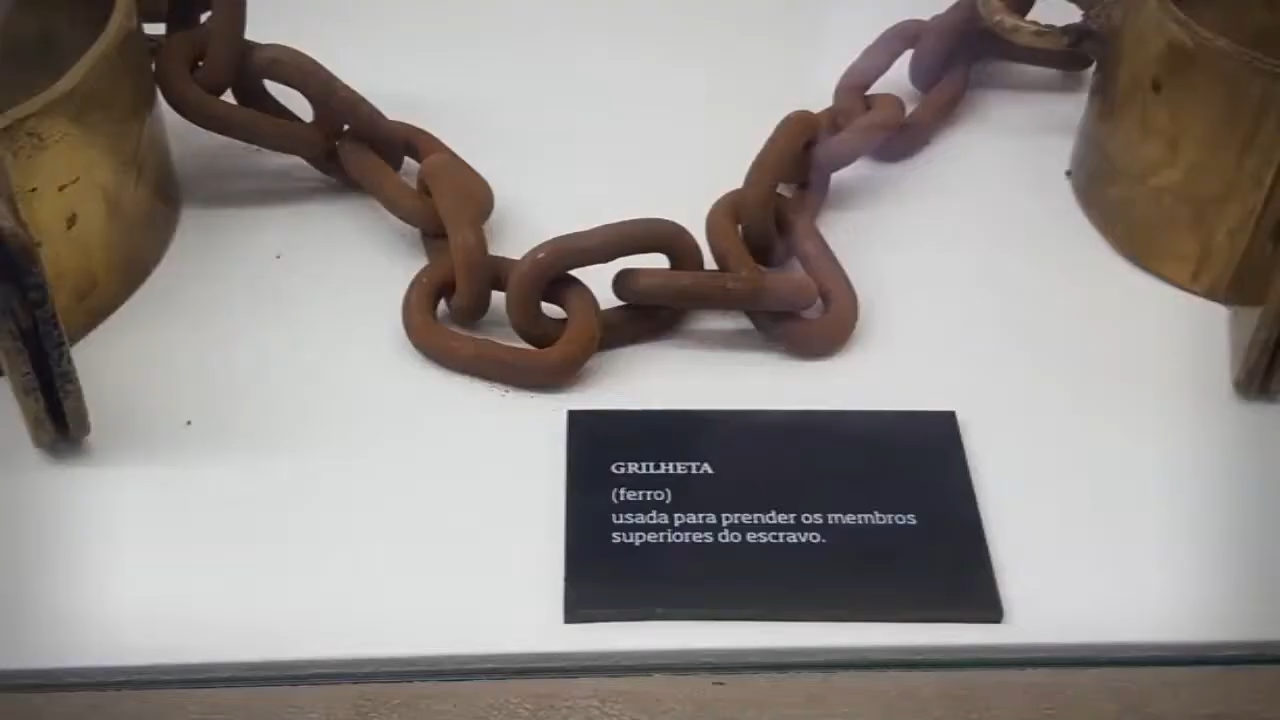 GRILHETA
(ferro)
usada para prender os membros
superiores do escravo.